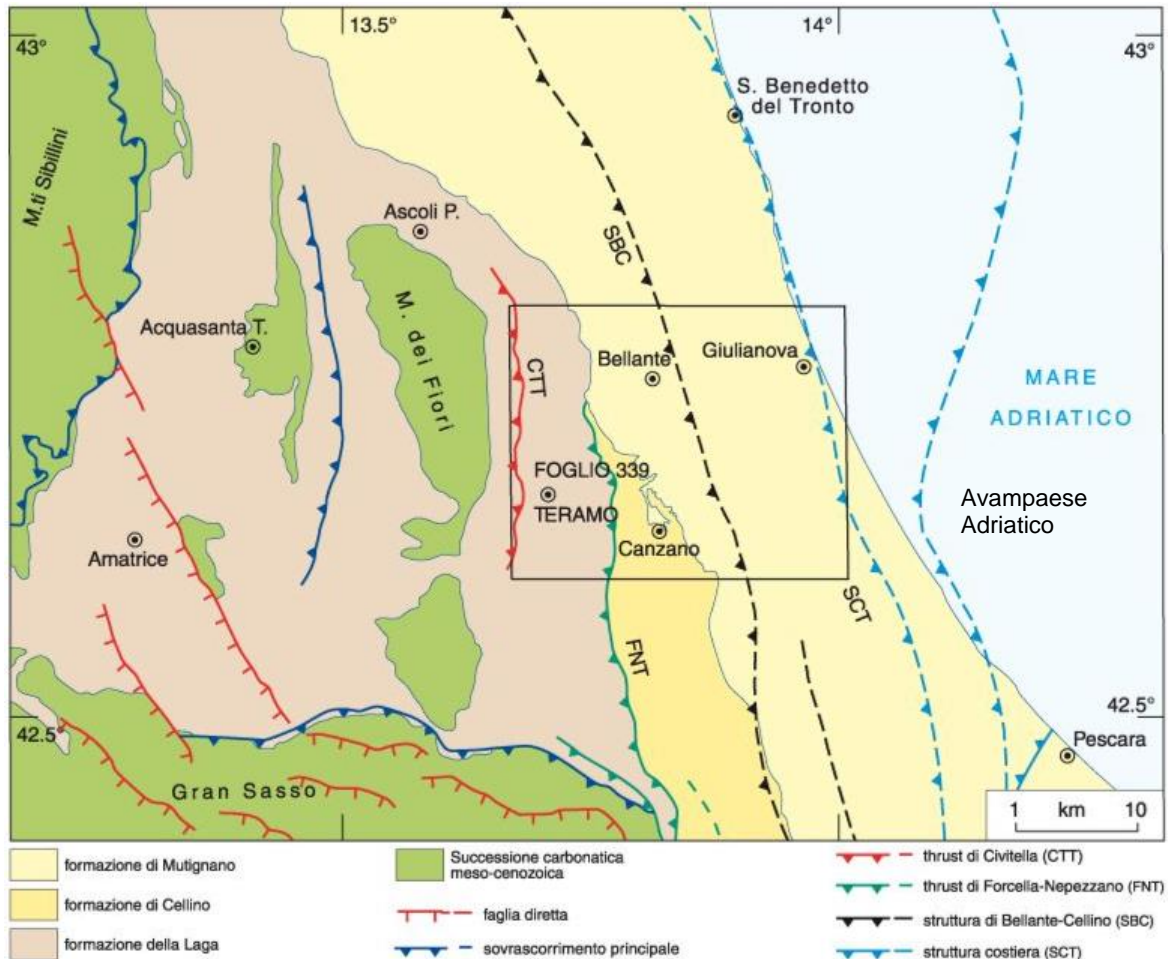 13.5°
14°
43°
43°
S. Benedetto
del Tronto
M.ti Sibillini
SBC
Ascoli P.
Acquasanta T.
M. dei Fiori
CTT
Bellante
Giulianova
MARE
ADRIATICO
FOGLIO 339
TERAMO
Avampaese
Adriatico
Canzano
Amatrice
SCT
FNT
42.5°
42.5°
Pescara
Gran Sasso
1 km 10
formazione di Mutignano
formazione di Cellino
formazione della Laga
Successione carbonatica
meso-cenozoica
faglia diretta
sovrascorrimento principale
thrust di Civitella (CTT)
thrust di Forcella-Nepezzano (FNT)
struttura di Bellante-Cellino (SBC)
struttura costiera (SCT)